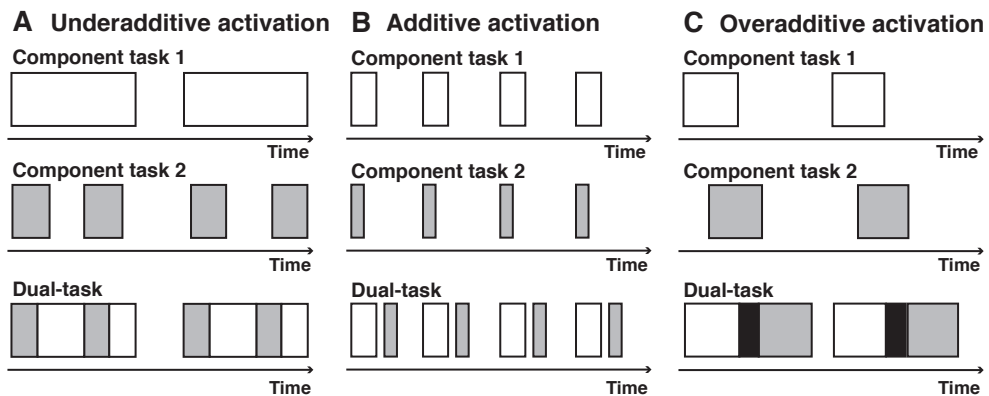 A Underadditive activation
Component task 1
Time
Component task 2
Time
Dual-task
Time
B Additive activation
Component task 1
Time
Component task 2
Time
Dual-task
Time
C Overadditive activation
Component task 1
Time
Component task 2
Time
Dual-task
Time